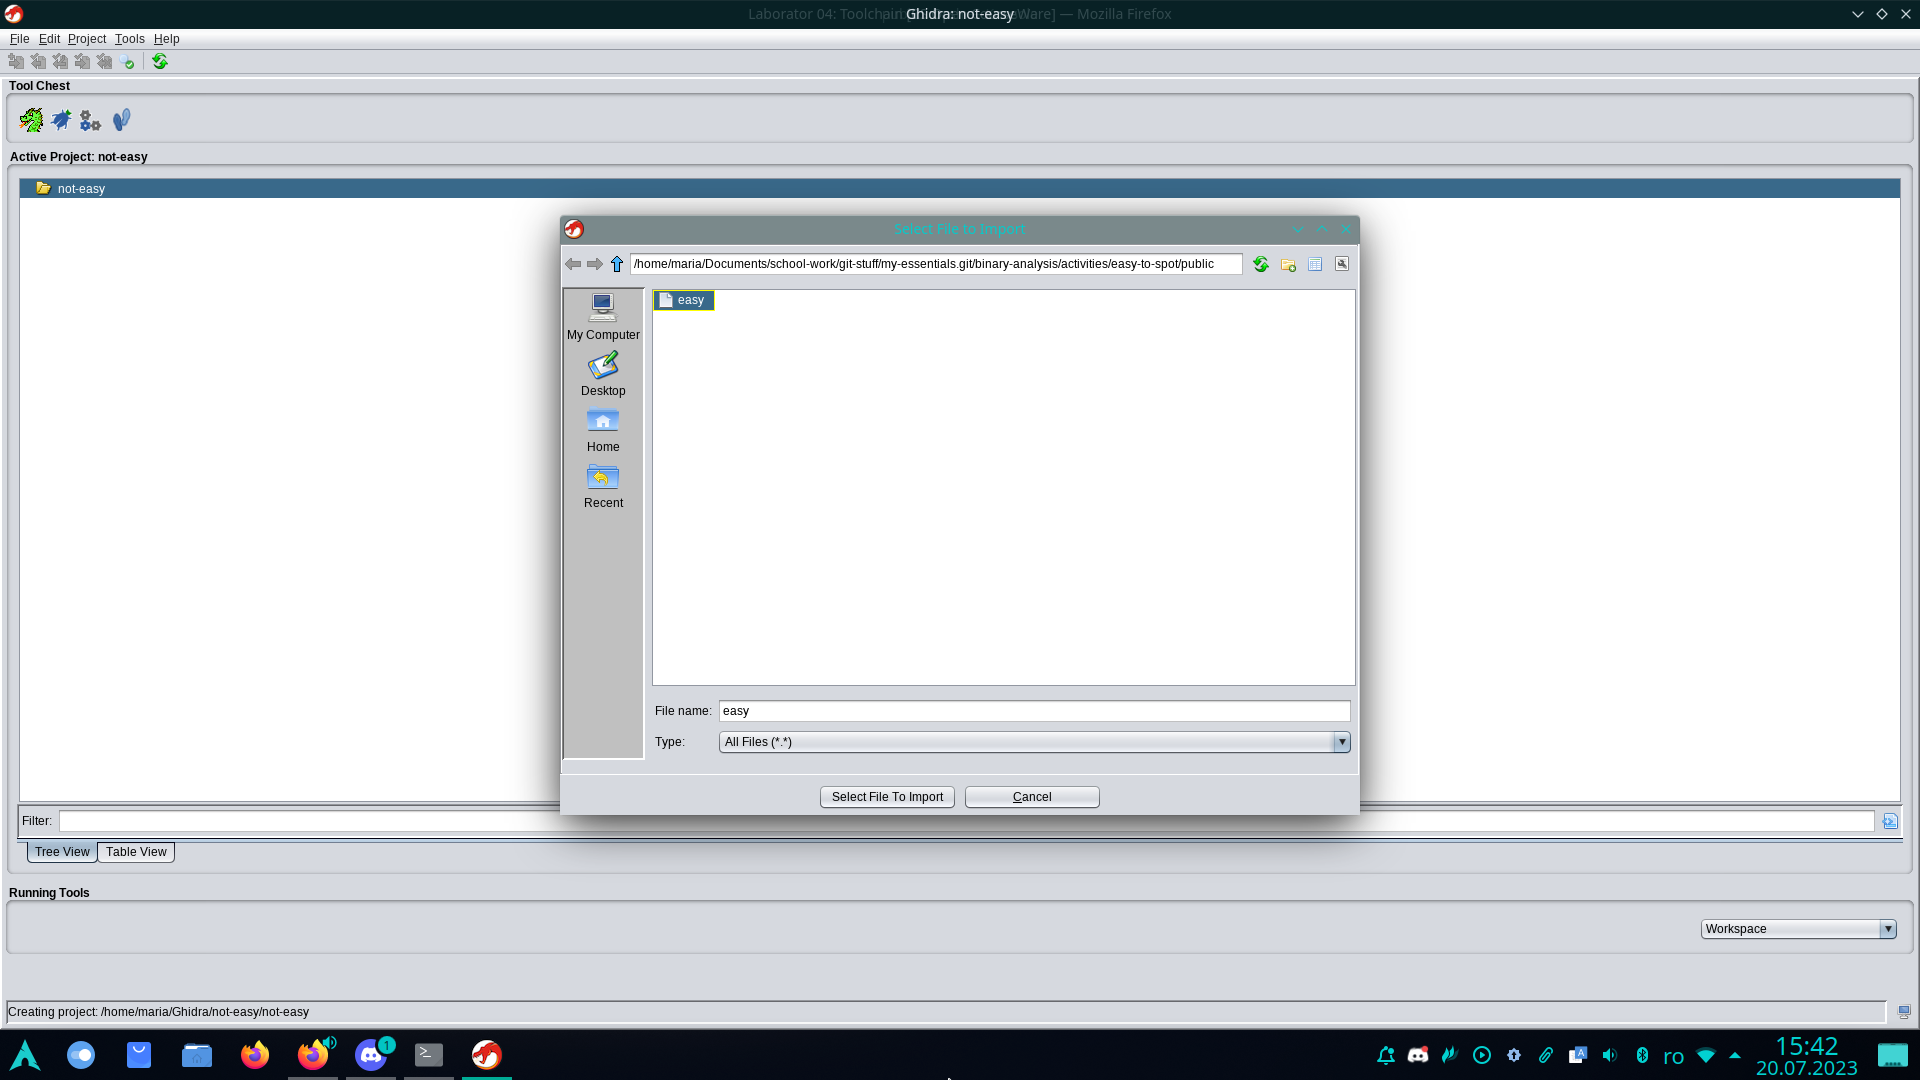 Laborator 04: Toolchain
Ghidra: not-easy
Ware] — Mozilla Firefox
File Edit Project Tools Help
Tool Chest
Active Project: not-easy
not-easy
Select File to Import
/home/maria/Documents/school-work/git-stuff/my-essentials.git/binary-analysis/activities/easy-to-spot/public
easy
My Computer
Desktop
Home
Recent
File name: easy
Type: All Files (*.*)
Select File To Import Cancel
Filter:
Tree View Table View
Running Tools
Workspace
Creating project: /home/maria/Ghidra/not-easy/not-easy
1
ro
15:42
20.07.2023